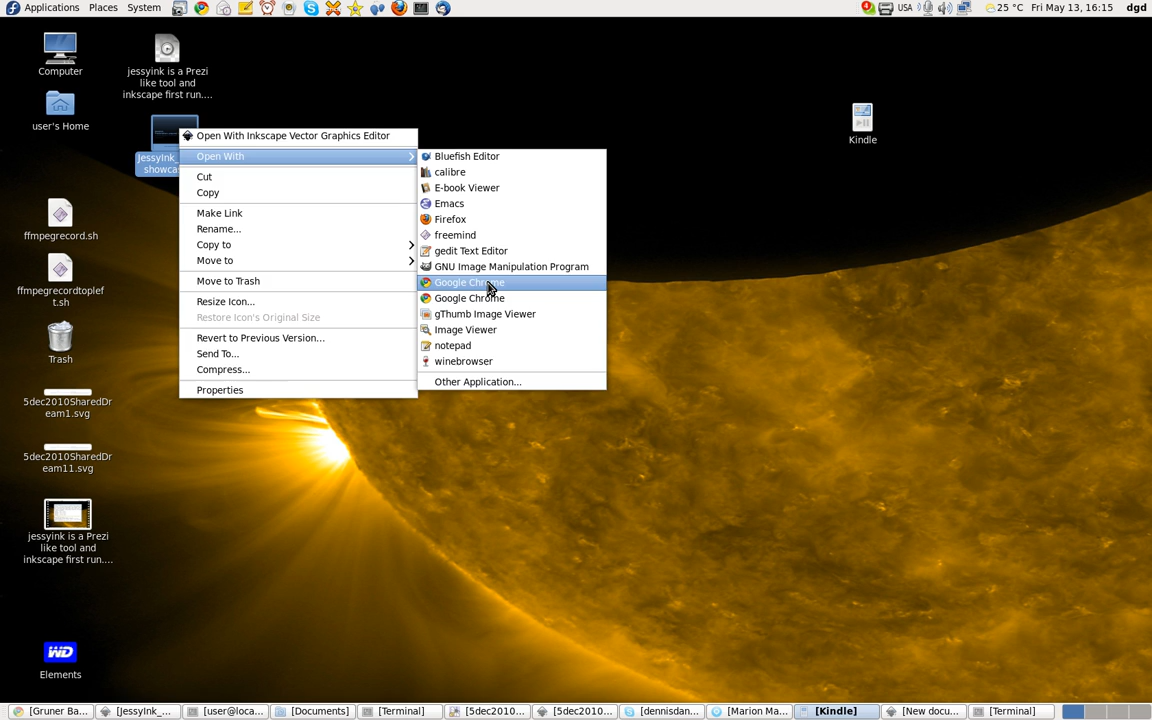 Applications Places System
4 USA 25 °C Fri May 13, 16:15 dgd
Computer
jessyink is a Prezi
like tool and
inkscape first run....
user's Home
Kindle
JessyInk_
showca
ffmpegrecord.sh
ffmpegrecordtoplef
t.sh
Trash
5dec2010SharedDr
eam1.svg
5dec2010SharedDr
eam11.svg
jessyink is a Prezi
like tool and
inkscape first run....
WD
Elements
Open With Inkscape Vector Graphics Editor
Open With
Cut
Copy
Make Link
Rename...
Copy to
Move to
Move to Trash
Resize Icon...
Restore Icon's Original Size
Revert to Previous Version...
Send To...
Compress...
Properties
Bluefish Editor
calibre
E-book Viewer
Emacs
Firefox
freemind
gedit Text Editor
GNU Image Manipulation Program
Google Chrome
Google Chrome
gThumb Image Viewer
Image Viewer
notepad
winebrowser
Other Application...
[Gruner Ba... [JessyInk_... [user@loca... [Documents] [Terminal] [5dec2010... [5dec2010... [dennisdan... [Marion Ma... [Kindle] [New docu... [Terminal]